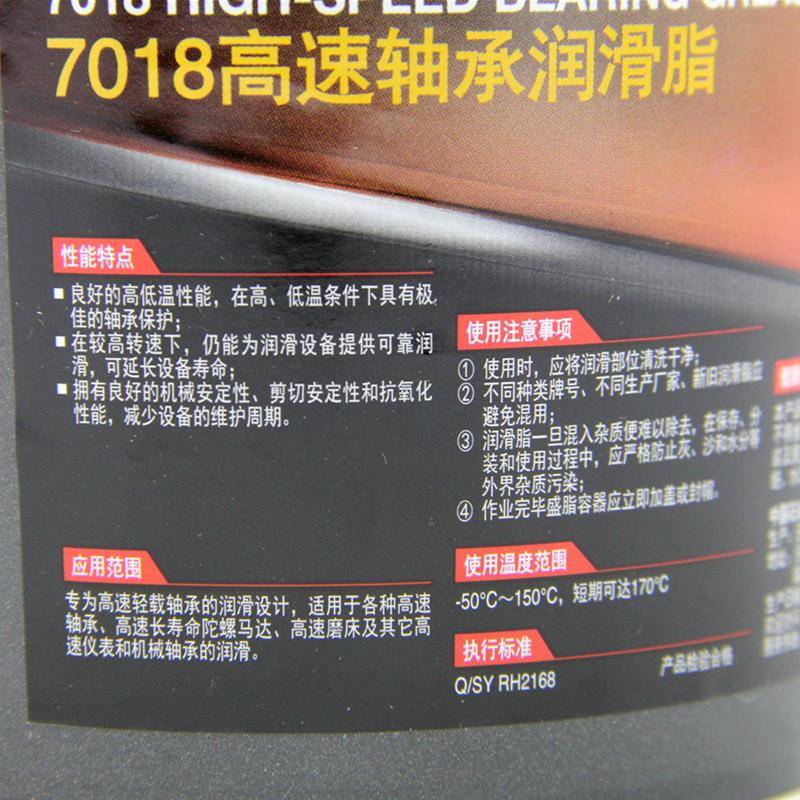 7018 HIGH-SPEED BEARING GREASE
7018高速轴承润滑脂
性能特点
■ 良好的高低温性能，在高、低温条件下具有极
佳的轴承保护；
■ 在较高转速下，仍能为润滑设备提供可靠润
滑，可延长设备寿命；
■ 拥有良好的机械安定性、剪切安定性和抗氧化
性能，减少设备的维护周期。
应用范围
专为高速轻载轴承的润滑设计，适用于各种高速
轴承、高速长寿命陀螺马达、高速磨床及其它高
速仪表和机械轴承的润滑。
使用注意事项
① 使用时，应将润滑部位清洗干净；
② 不同种类牌号、不同生产厂家、新旧润滑脂应
避免混用；
③ 润滑脂一旦混入杂质便难以除去，在保存、分
装和使用过程中，应严格防止灰、沙和水分等
外界杂质污染；
④ 作业完毕盛脂容器应立即加盖或封帽。
使用温度范围
-50°C～150°C，短期可达170°C
执行标准
Q/SY RH2168
产品检验合格